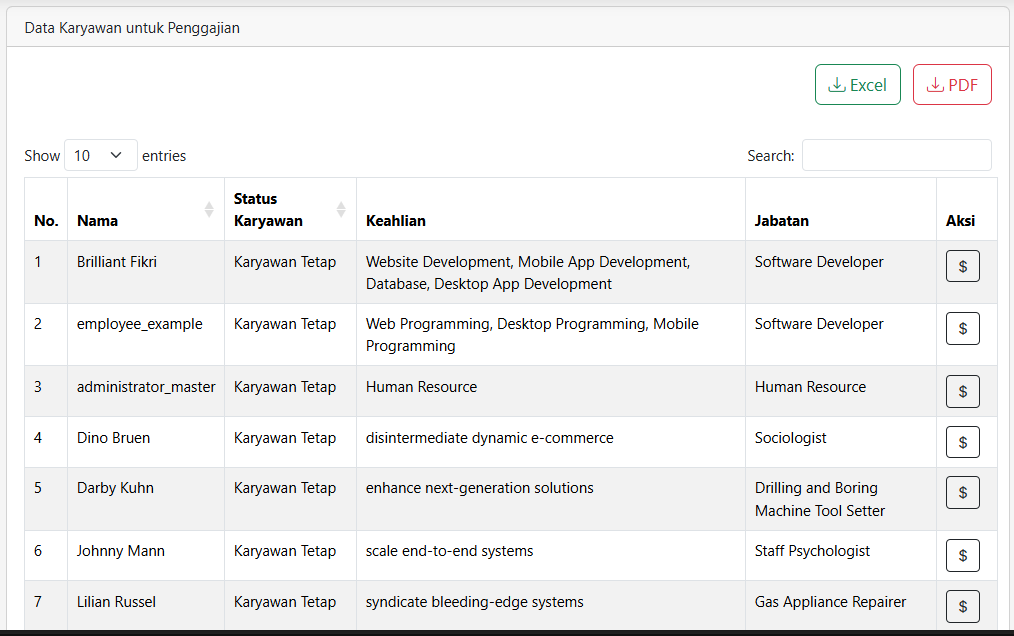 Data Karyawan untuk Penggajian
Excel PDF
Show 10 entries Search:
No. Nama Status Karyawan Keahlian Jabatan Aksi
1 Brilliant Fikri Karyawan Tetap Website Development, Mobile App Development, Software Developer $
Database, Desktop App Development
2 employee_example Karyawan Tetap Web Programming, Desktop Programming, Mobile Software Developer $
Programming
3 administrator_master Karyawan Tetap Human Resource Human Resource $
4 Dino Bruen Karyawan Tetap disintermediate dynamic e-commerce Sociologist $
5 Darby Kuhn Karyawan Tetap enhance next-generation solutions Drilling and Boring $
Machine Tool Setter
6 Johnny Mann Karyawan Tetap scale end-to-end systems Staff Psychologist $
7 Lilian Russel Karyawan Tetap syndicate bleeding-edge systems Gas Appliance Repairer $